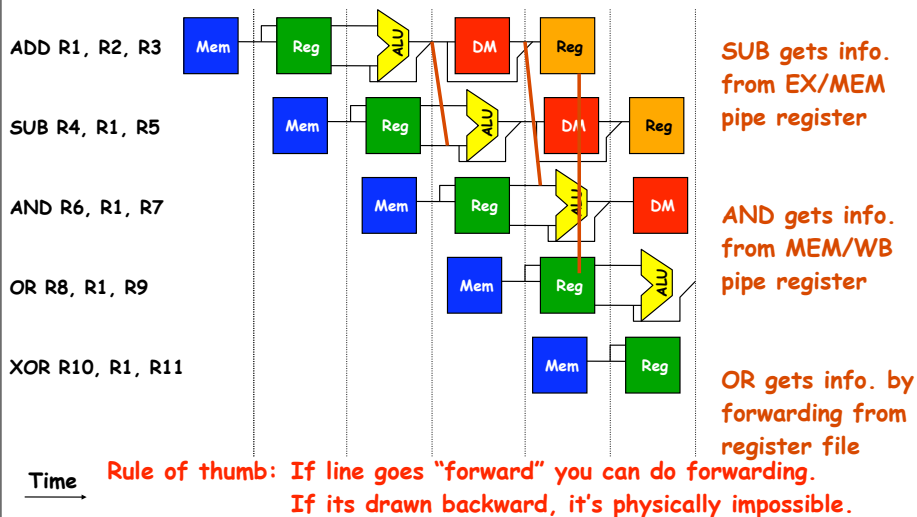 ADD R1, R2, R3
Mem
Reg
ALU
DM
Reg
SUB gets info.
from EX/MEM
pipe register
SUB R4, R1, R5
Mem
Reg
ALU
DM
Reg
AND R6, R1, R7
Mem
Reg
ALU
DM
AND gets info.
from MEM/WB
pipe register
OR R8, R1, R9
Mem
Reg
ALU
XOR R10, R1, R11
Mem
Reg
OR gets info. by
forwarding from
register file
Time
Rule of thumb: If line goes “forward” you can do forwarding.
If its drawn backward, it’s physically impossible.